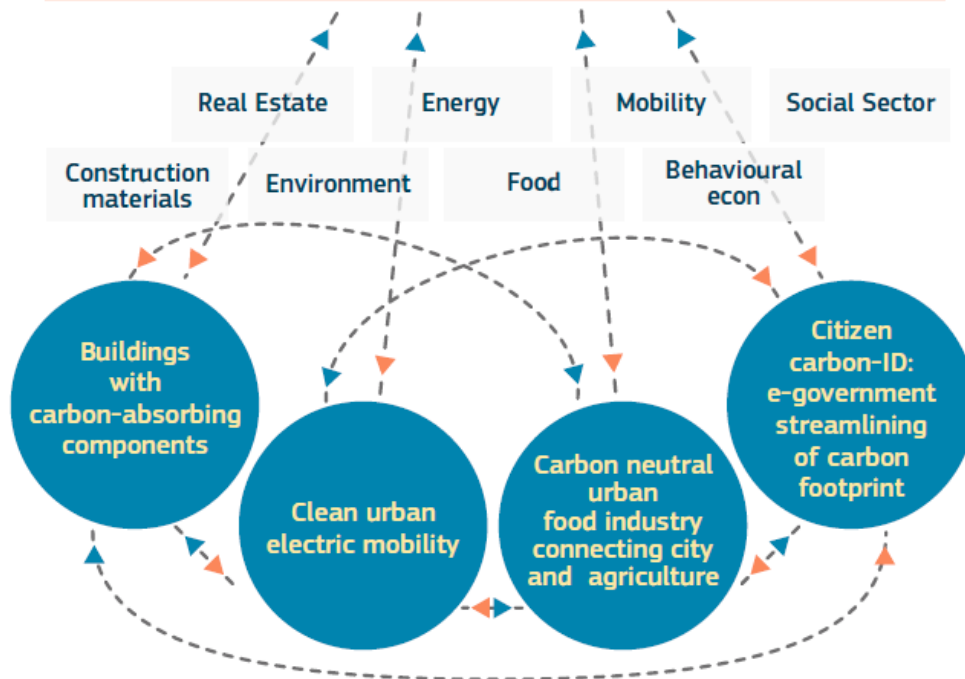 Real Estate
Energy
Mobility
Social Sector
Construction
materials
Environment
Food
Behavioural
econ
Buildings
with
carbon-absorbing
components
Clean urban
electric mobility
Carbon neutral
urban
food industry
connecting city
and agriculture
Citizen
carbon-ID:
e-government
streamlining
of carbon
footprint